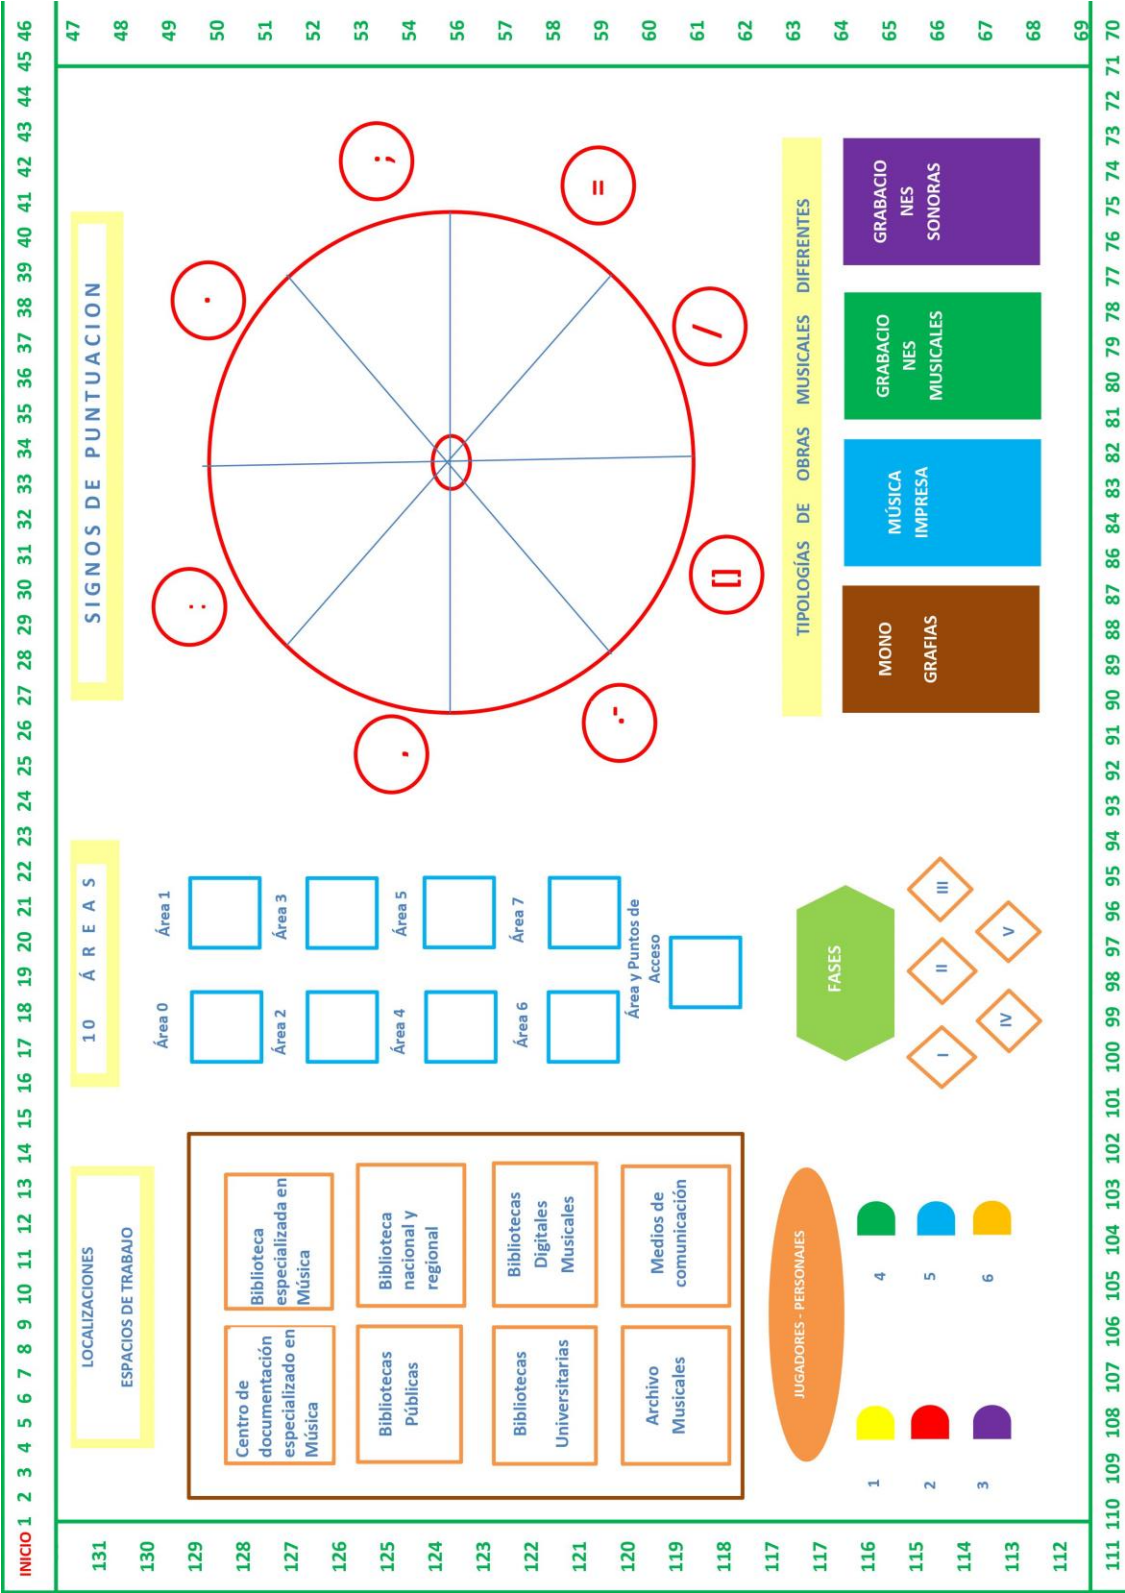 INICIO 1 2 3 4 5 6 7 8 9 10 11 12 13 14 15 16 17 18 19 20 21 22 23 24 25 26 27 28 29 30 31 32 33 34 35 36 37 38 39 40 41 42 43 44 45 46
LOCALIZACIONES
ESPACIOS DE TRABAJO
Centro de
documentación
especializado en
Música
Biblioteca
especializada en
Música
Bibliotecas
Públicas
Biblioteca
nacional y
regional
Bibliotecas
Universitarias
Bibliotecas
Digitales
Musicales
Archivo
Musicales
Medios de
comunicación
JUGADORES - PERSONAJES
1
4
2
5
3
6
10 ÁREAS
Área 0
Área 1
Área 2
Área 3
Área 4
Área 5
Área 6
Área 7
Área y Puntos de
Acceso
FASES
I
II
III
IV
V
SIGNOS DE PUNTUACION
:
.
,
;
.-
[]
/
=
TIPOLOGÍAS DE OBRAS MUSICALES DIFERENTES
MONO
GRAFIAS
MÚSICA
IMPRESA
GRABACIO
NES
MUSICALES
GRABACIO
NES
SONORAS
47
48
49
50
51
52
53
54
55
56
57
58
59
60
61
62
63
64
65
66
67
68
69
131
130
129
128
127
126
125
124
123
122
121
120
119
118
117
117
116
115
114
113
112
111 110 109 108 107 106 105 104 103 102 101 100 99 98 97 96 95 94 93 92 91 90 89 88 87 86 84 83 82 81 80 79 78 77 76 75 74 73 72 71 70